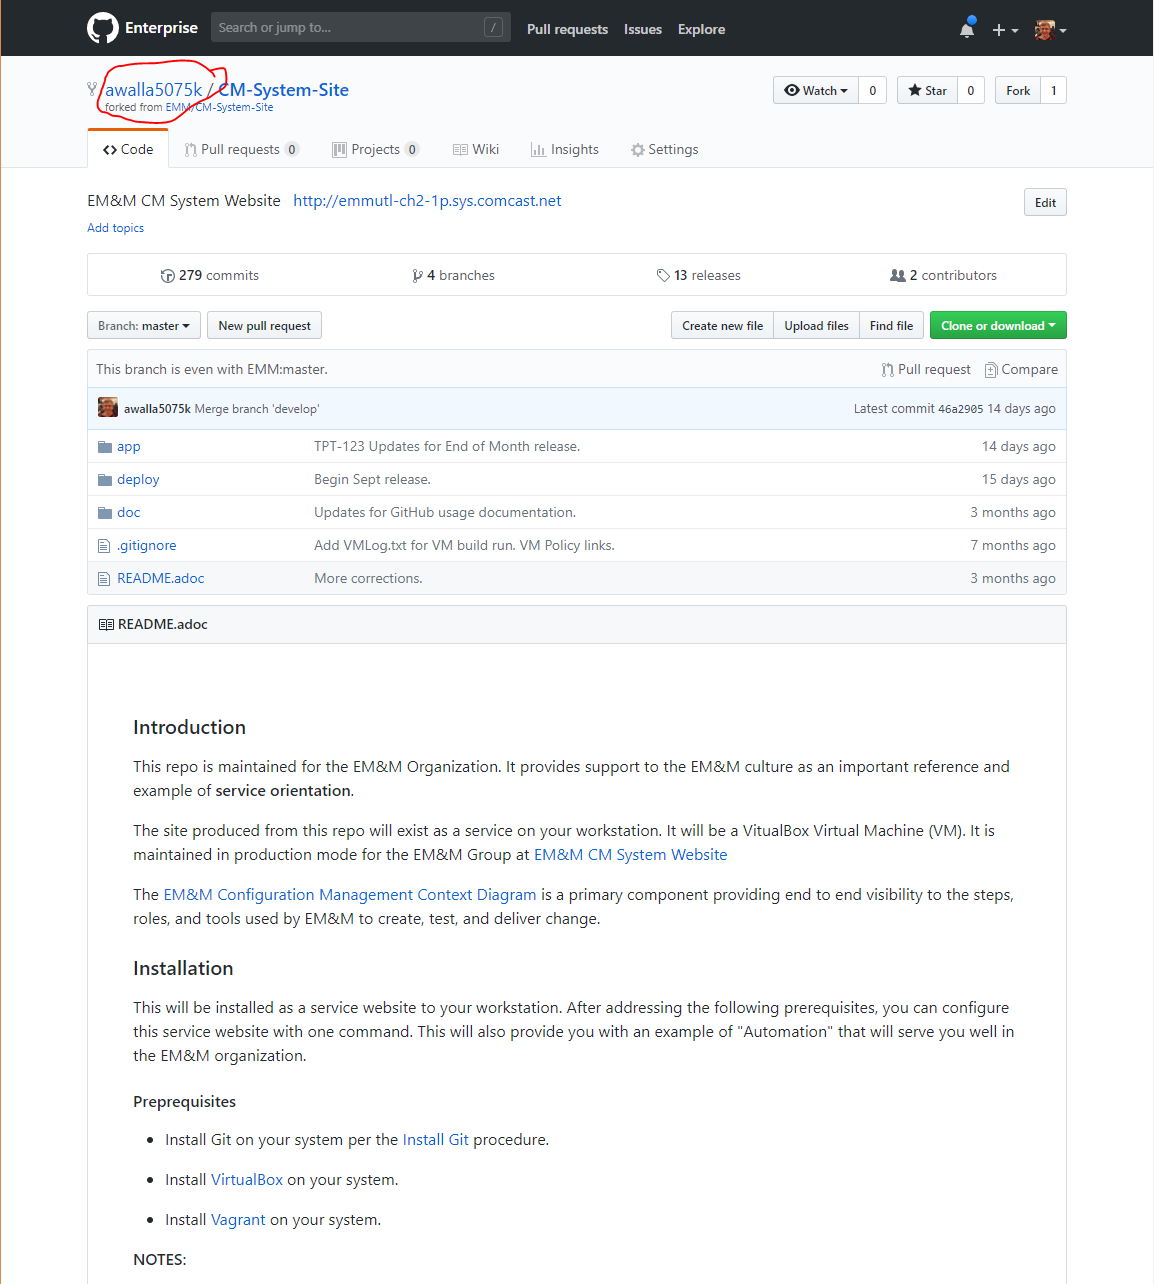 Enterprise Search or jump to... / Pull requests Issues Explore
awalla5075k / CM-System-Site Watch 0 Star 0 Fork 1
forked from EMM/CM-System-Site
Code Pull requests 0 Projects 0 Wiki Insights Settings
EM&M CM System Website http://emmutl-ch2-1p.sys.comcast.net Edit
Add topics
279 commits 4 branches 13 releases 2 contributors
Branch: master New pull request Create new file Upload files Find file Clone or download
This branch is even with EMM:master. Pull request Compare
awalla5075k Merge branch 'develop' Latest commit 46a2905 14 days ago
app TPT-123 Updates for End of Month release. 14 days ago
deploy Begin Sept release. 15 days ago
doc Updates for GitHub usage documentation. 3 months ago
.gitignore Add VMLog.txt for VM build run. VM Policy links. 7 months ago
README.adoc More corrections. 3 months ago
README.adoc
Introduction
This repo is maintained for the EM&M Organization. It provides support to the EM&M culture as an important reference and
example of service orientation.
The site produced from this repo will exist as a service on your workstation. It will be a VitualBox Virtual Machine (VM). It is
maintained in production mode for the EM&M Group at EM&M CM System Website
The EM&M Configuration Management Context Diagram is a primary component providing end to end visibility to the steps,
roles, and tools used by EM&M to create, test, and deliver change.
Installation
This will be installed as a service website to your workstation. After addressing the following prerequisites, you can configure
this service website with one command. This will also provide you with an example of "Automation" that will serve you well in
the EM&M organization.
Preprequisites
• Install Git on your system per the Install Git procedure.
• Install VirtualBox on your system.
• Install Vagrant on your system.
NOTES: